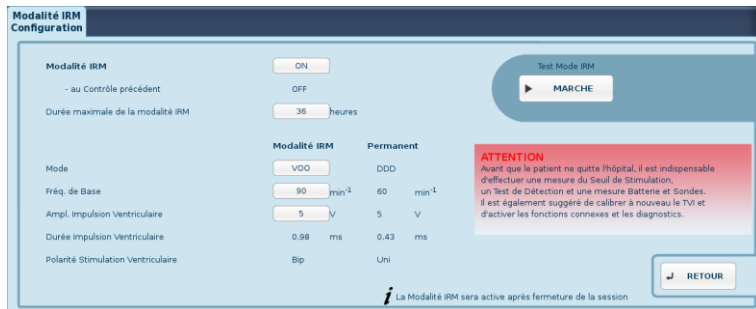 Modalité IRM
Configuration
Modalité IRM ON
- au Contrôle précédent OFF
Durée maximale de la modalité IRM 36 heures
Test Mode IRM
MARCHE
Modalité IRM Permanent
Mode VOO DDD
Fréq. de Base 90 min-1 60 min-1
Ampl. Impulsion Ventriculaire 5 V 5 V
Durée Impulsion Ventriculaire 0.98 ms 0.43 ms
Polarité Stimulation Ventriculaire Bip Uni
ATTENTION
Avant que le patient ne quitte l'hôpital, il est indispensable
d'effectuer une mesure du Seuil de Stimulation,
un Test de Détection et une mesure Batterie et Sondes.
Il est également suggéré de calibrer à nouveau le TVI et
d'activer les fonctions connexes et les diagnostics.
RETOUR
i La Modalité IRM sera active après fermeture de la session